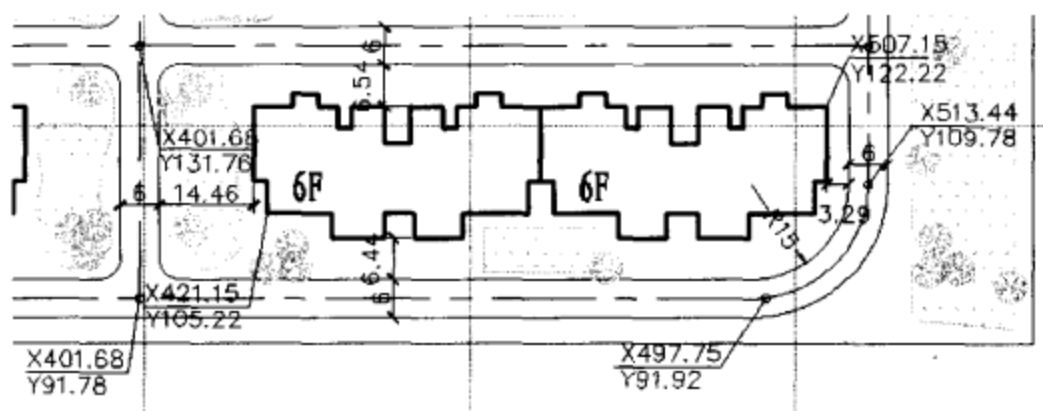 6
6.54
X507.15
Y122.22
X401.68
Y131.76
X513.44
Y109.78
6
6
14.46
6F
6F
3.29
R15
6.44
6
X421.15
Y105.22
X401.68
Y91.78
X497.75
Y91.92